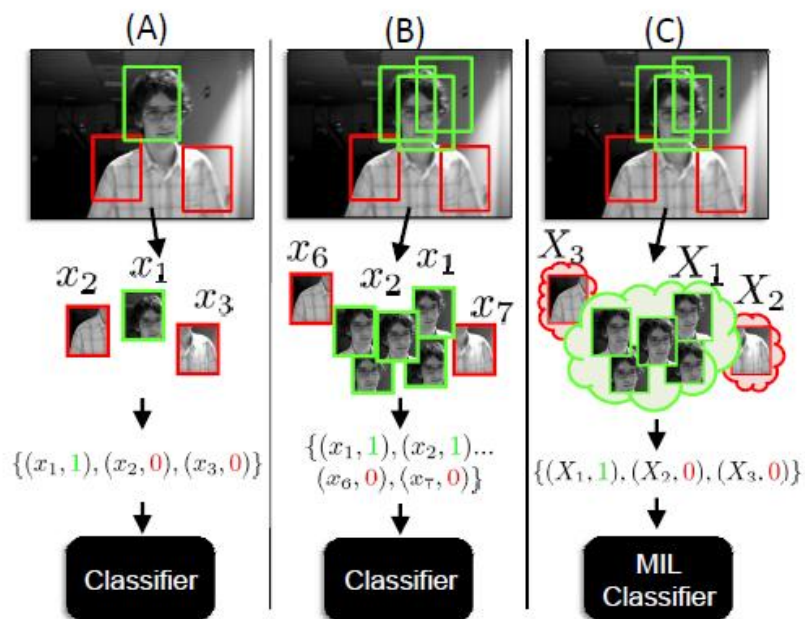 (A)
x₂ x₁ x₃
{(x₁, 1), (x₂, 0), (x₃, 0)}
Classifier
(B)
x₆ x₂ x₁ x₇
{(x₁, 1), (x₂, 1)...
(x₆, 0), (x₇, 0)}
Classifier
(C)
X₃ X₁ X₂
{(X₁, 1), (X₂, 0), (X₃. 0)}
MIL
Classifier